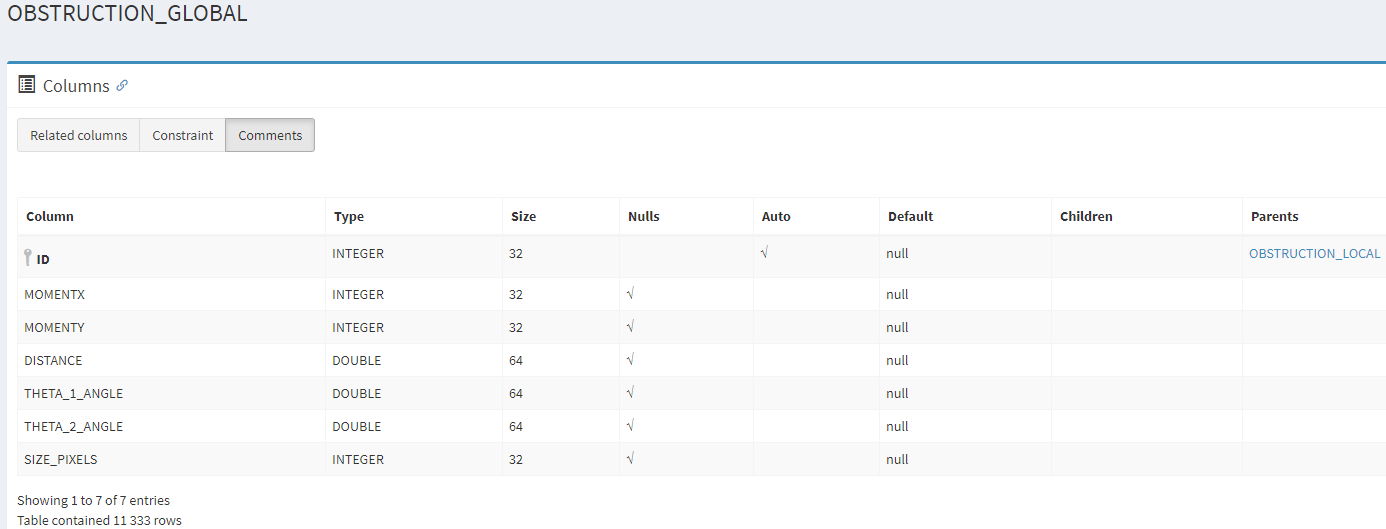 OBSTRUCTION_GLOBAL
Columns
Related columns Constraint Comments
Column Type Size Nulls Auto Default Children Parents
ID INTEGER 32 √ null OBSTRUCTION_LOCAL
MOMENTX INTEGER 32 √ null
MOMENTY INTEGER 32 √ null
DISTANCE DOUBLE 64 √ null
THETA_1_ANGLE DOUBLE 64 √ null
THETA_2_ANGLE DOUBLE 64 √ null
SIZE_PIXELS INTEGER 32 √ null
Showing 1 to 7 of 7 entries
Table contained 11 333 rows